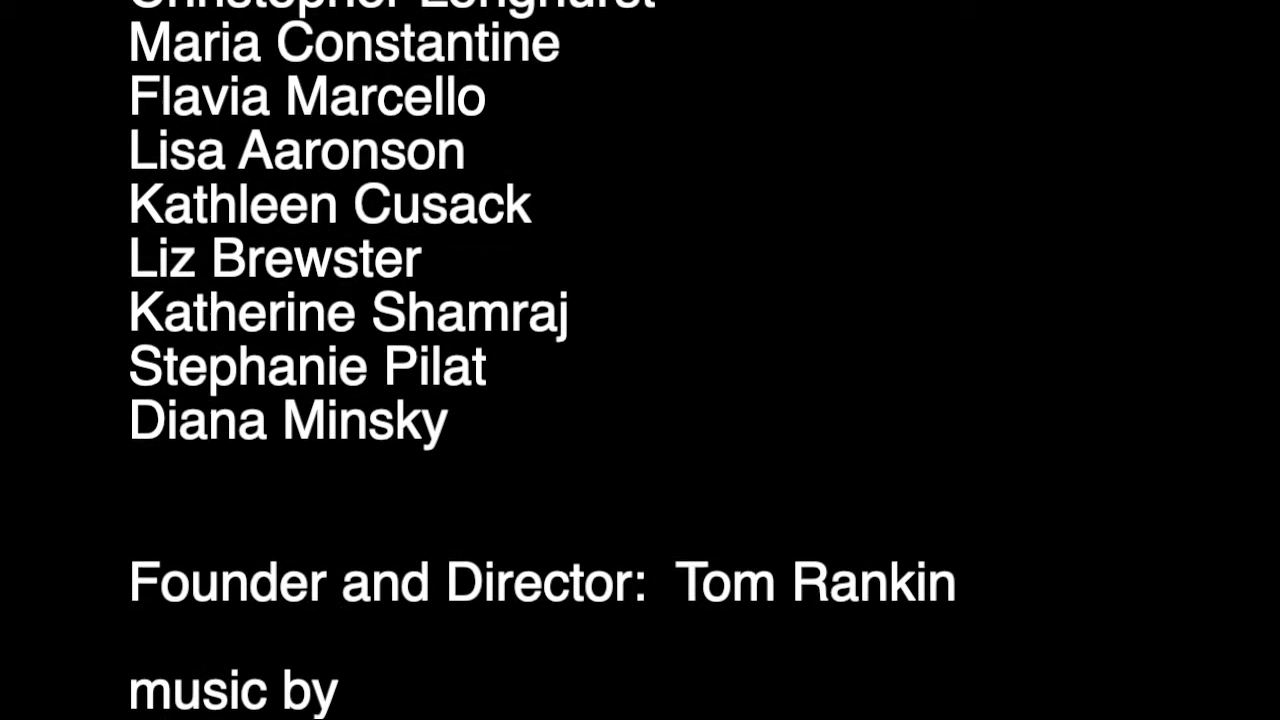 Christopher Longhurst
Maria Constantine
Flavia Marcello
Lisa Aaronson
Kathleen Cusack
Liz Brewster
Katherine Shamraj
Stephanie Pilat
Diana Minsky
Founder and Director: Tom Rankin
music by